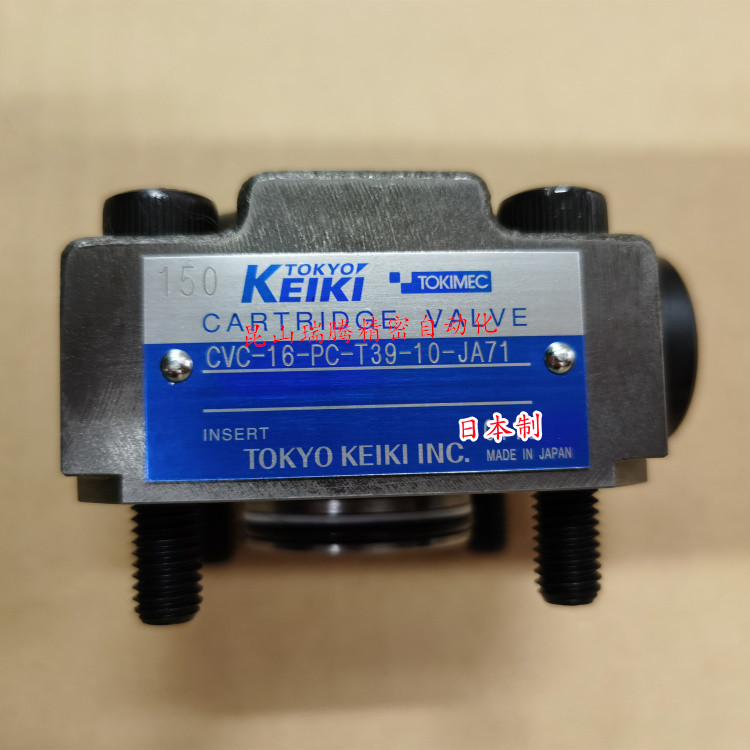 150 TOKYO KEIKI TOKIMEC
CARTRIDGE VALVE
昆山瑞腾精密自动化
CVC-16-PC-T39-10-JA71
日本制
INSERT
TOKYO KEIKI INC. MADE IN JAPAN